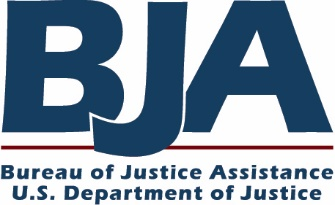 BJA
Bureau of Justice Assistance
U.S. Department of Justice